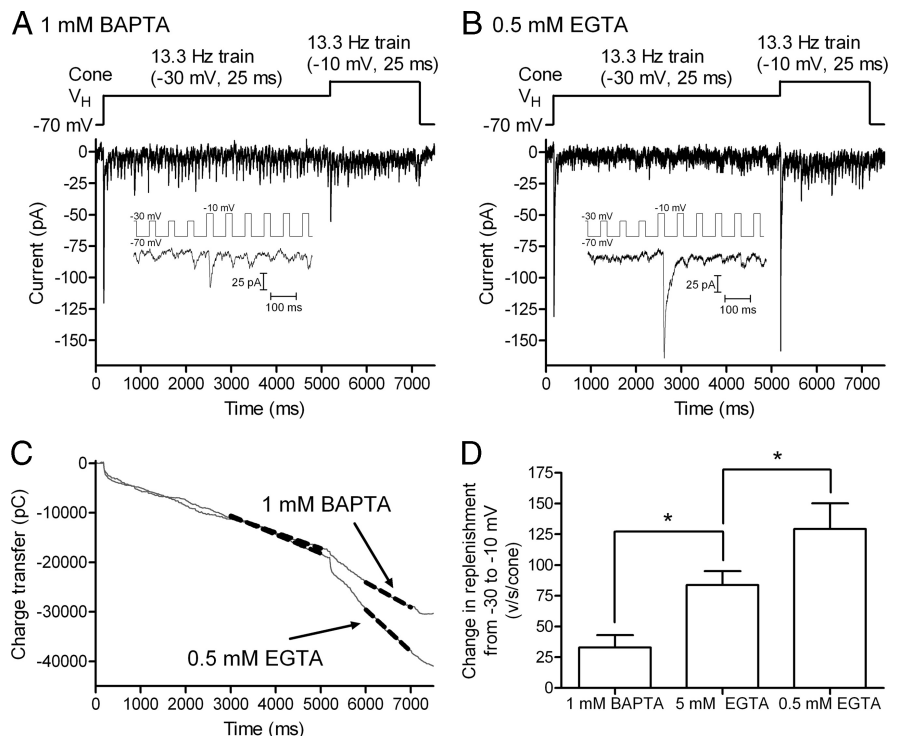 A 1 mM BAPTA
13.3 Hz train
(-30 mV, 25 ms)
13.3 Hz train
(-10 mV, 25 ms)
Cone
V_H
-70 mV
0
-25
-50
-75
-100
-125
-150
Current (pA)
-30 mV
-10 mV
-70 mV
25 pA
100 ms
0 1000 2000 3000 4000 5000 6000 7000
Time (ms)
B 0.5 mM EGTA
13.3 Hz train
(-30 mV, 25 ms)
13.3 Hz train
(-10 mV, 25 ms)
Cone
V_H
-70 mV
0
-25
-50
-75
-100
-125
-150
Current (pA)
-30 mV
-10 mV
-70 mV
25 pA
100 ms
0 1000 2000 3000 4000 5000 6000 7000
Time (ms)
C
0
-10000
-20000
-30000
-40000
Charge transfer (pC)
1 mM BAPTA
0.5 mM EGTA
0 1000 2000 3000 4000 5000 6000 7000
Time (ms)
D
Change in replenishment
from -30 to -10 mV
(v/s/cone)
175
150
125
100
75
50
25
0
*
*
1 mM BAPTA 5 mM EGTA 0.5 mM EGTA